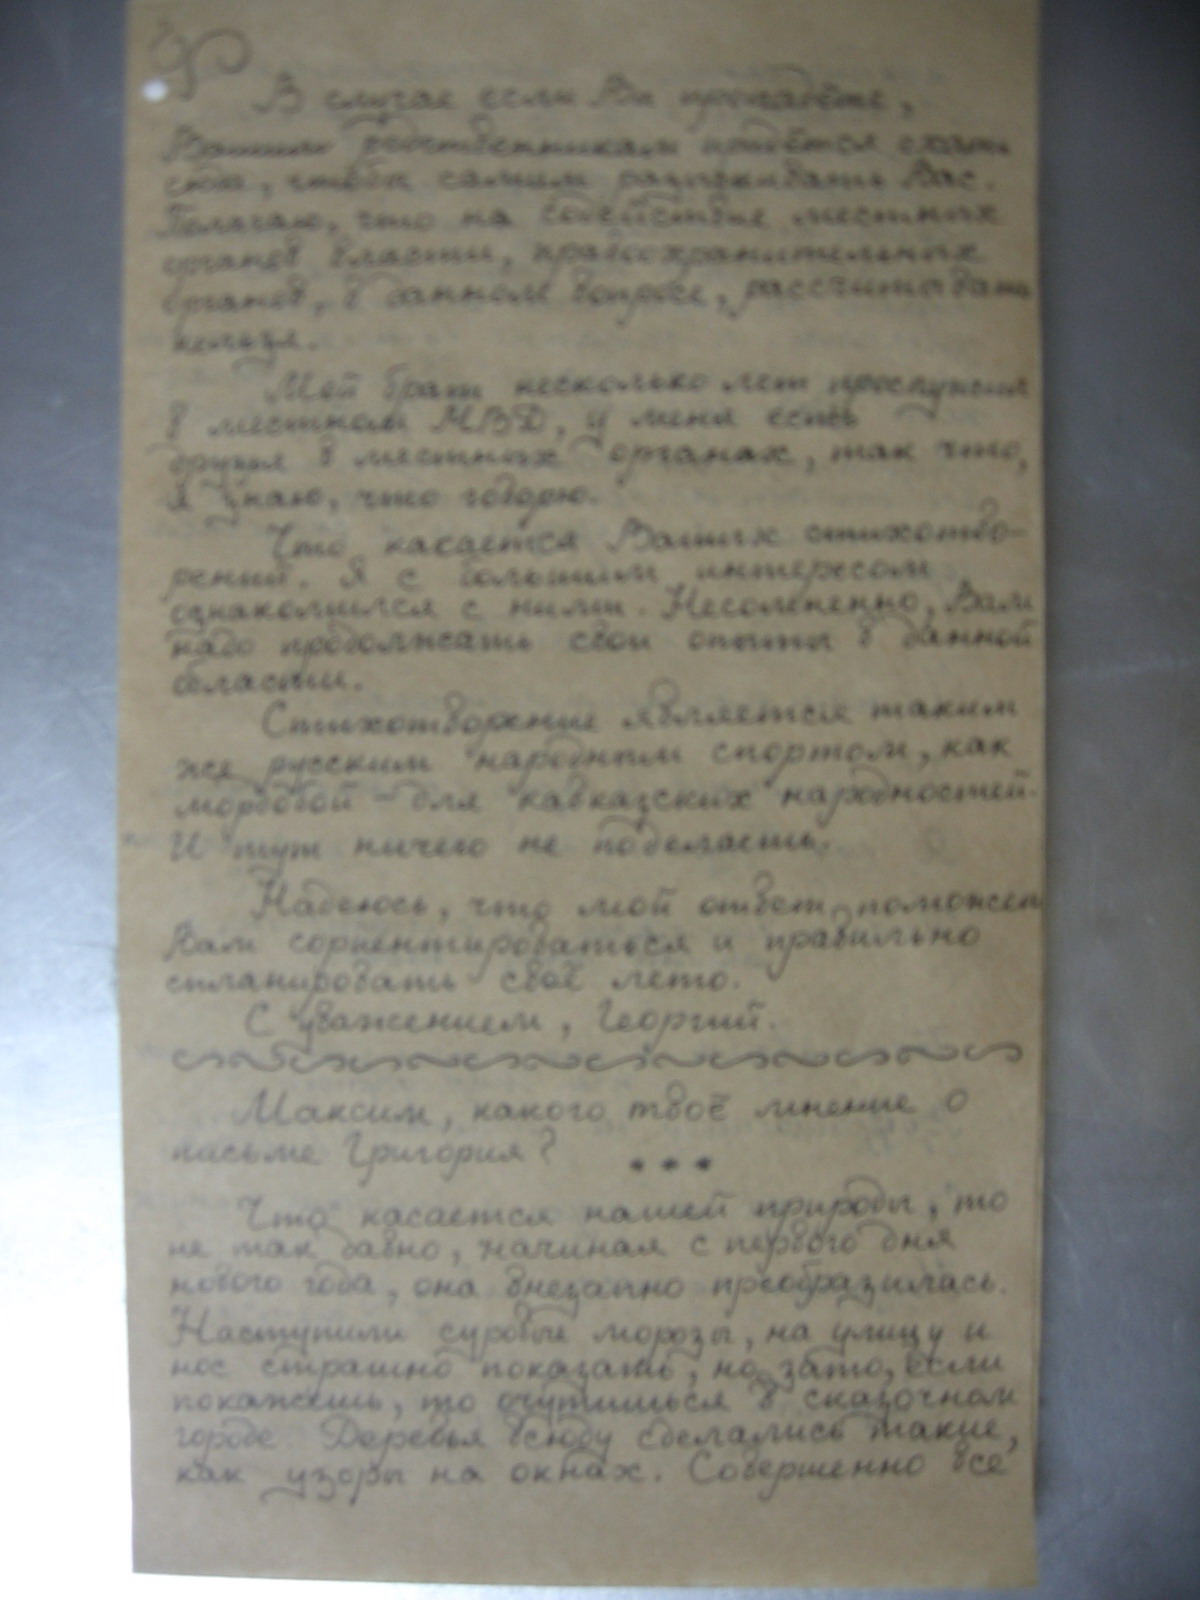 В случае если Вы пропадёте,
Вашим родственникам придётся ехать
сюда, чтобы самим разыскивать Вас.
Полагаю, что на содействие местных
органов власти, правоохранительных
органов, в данном вопросе, рассчитывать
нельзя.
Мой брат несколько лет прослужил
в местном МВД, у меня есть
друзья в местных органах, так что,
я знаю, что говорю.
Что касается Ваших стихотво-
рений. Я с большим интересом
ознакомился с ними. Несомненно, Вам
надо продолжать свои опыты в данной
области.
Стихотворение является таким
же русским народным спортом, как
мордобой - для кавказских народностей.
И тут ничего не поделаешь.
Надеюсь, что мой ответ поможет
Вам сориентироваться и правильно
спланировать своё лето.
С уважением, Георгий.
Максим, какого твоё мнение о
письме Григория? ***
Что касается нашей природы, то
не так давно, начиная с первого дня
нового года, она внезапно преобразилась.
Наступили суровые морозы, на улицу и
нос страшно показать, но зато, если
покажешь, то очутишься в сказочном
городе. Деревья всюду сделались такие,
как узоры на окнах. Совершенно все